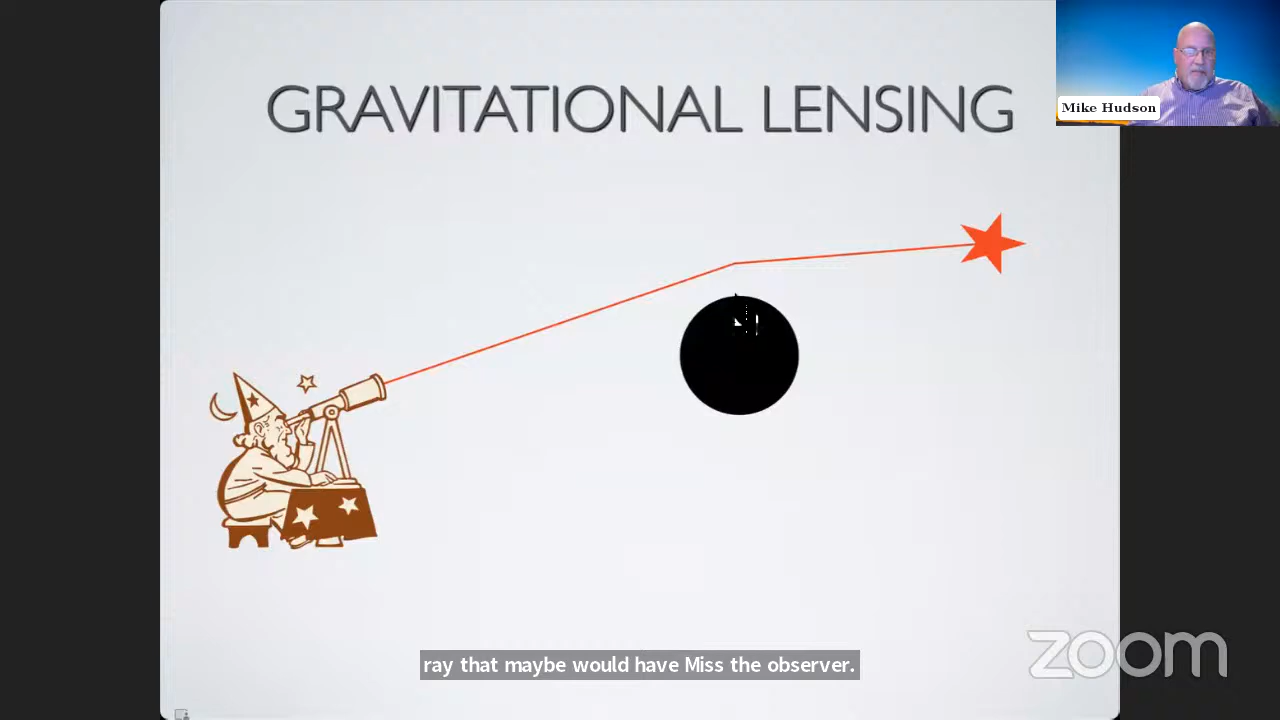 GRAVITATIONAL LENSING
Mike Hudson
ray that maybe would have Miss the observer.
zoom